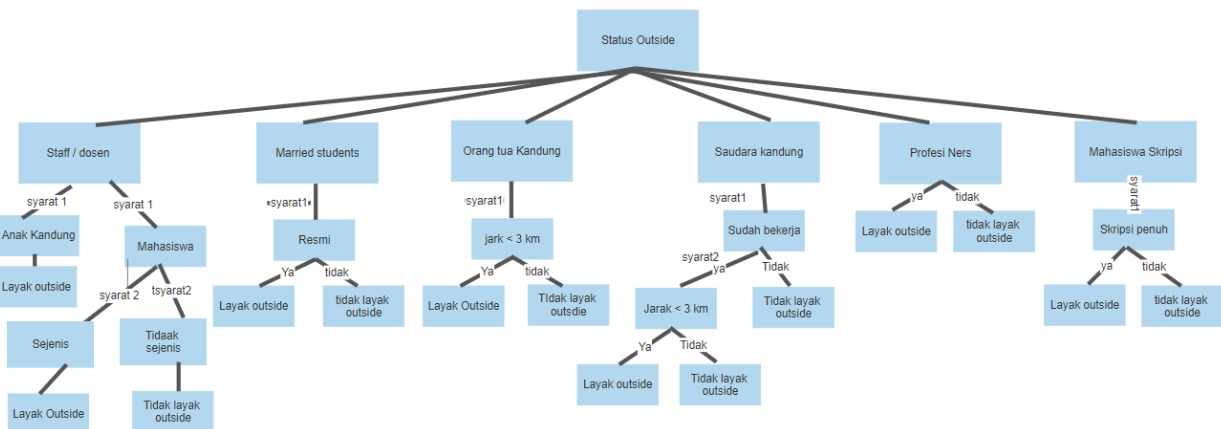 Status Outside
Staff / dosen
Married students
Orang tua Kandung
Saudara kandung
Profesi Ners
Mahasiswa Skripsi
syarat 1
syarat 1
syarat1
syarat1
syarat1
ya
tidak
syarat1
Anak Kandung
Mahasiswa
Resmi
jark < 3 km
Sudah bekerja
Layak outside
tidak layak
outside
Skripsi penuh
Layak outside
syarat 2
tsyarat2
Ya
tidak
Ya
tidak
syarat2
ya
Tidak
ya
tidak
Layak outside
tidak layak
outside
Layak Outside
TIdak layak
outsdie
Jarak < 3 km
Tidak layak
outside
Layak outside
tidak layak
outside
Sejenis
Tidaak
sejenis
Ya
Tidak
Layak outside
Tidak layak
outside
Layak Outside
Tidak layak
outside